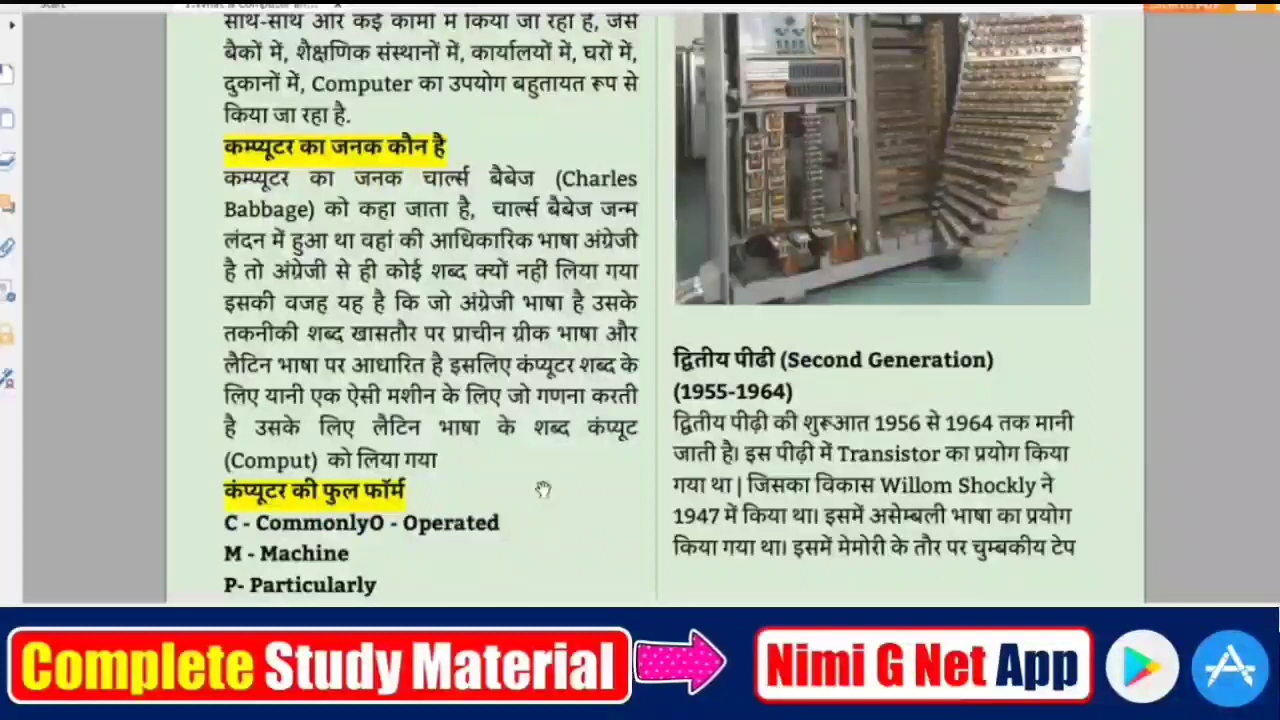 साथ-साथ और कई कामों में किया जा रहा है, जैसे
बैकों में, शैक्षणिक संस्थानों में, कार्यालयों में, घरों में,
दुकानों में, Computer का उपयोग बहुतायत रूप से
किया जा रहा है.
कम्प्यूटर का जनक कौन है
कम्प्यूटर का जनक चार्ल्स बैबेज (Charles
Babbage) को कहा जाता है, चार्ल्स बैबेज जन्म
लंदन में हुआ था वहां की आधिकारिक भाषा अंग्रेजी
है तो अंग्रेजी से ही कोई शब्द क्यों नहीं लिया गया
इसकी वजह यह है कि जो अंग्रेजी भाषा है उसके
तकनीकी शब्द खासतौर पर प्राचीन ग्रीक भाषा और
लैटिन भाषा पर आधारित है इसलिए कंप्यूटर शब्द के
लिए यानी एक ऐसी मशीन के लिए जो गणना करती
है उसके लिए लैटिन भाषा के शब्द कंप्यूट
(Comput) को लिया गया
कंप्यूटर की फुल फॉर्म
C - CommonlyO - Operated
M - Machine
P- Particularly
द्वितीय पीढी (Second Generation)
(1955-1964)
द्वितीय पीढ़ी की शुरूआत 1956 से 1964 तक मानी
जाती है। इस पीढ़ी में Transistor का प्रयोग किया
गया था | जिसका विकास Willom Shockly ने
1947 में किया था। इसमें असेम्बली भाषा का प्रयोग
किया गया था। इसमें मेमोरी के तौर पर चुम्बकीय टेप
Complete Study Material
Nimi G Net App